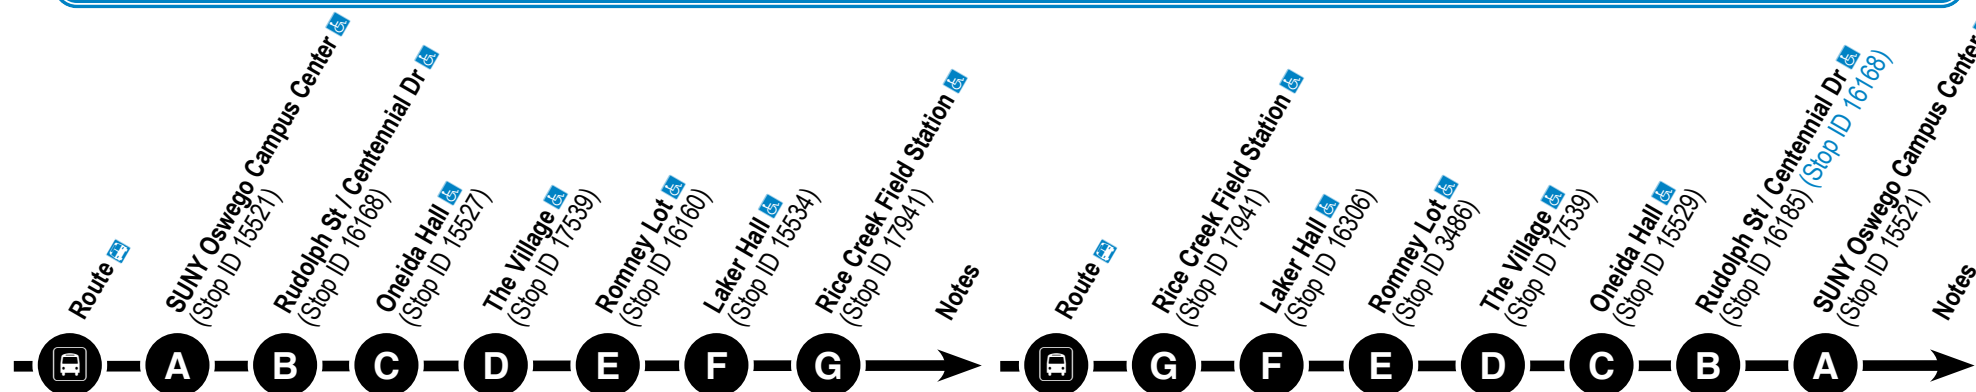 Route
SUNY Oswego Campus Center
(Stop ID 15521)
Rudolph St / Centennial Dr
(Stop ID 16168)
Oneida Hall
(Stop ID 15527)
The Village
(Stop ID 17539)
Romney Lot
(Stop ID 16160)
Laker Hall
(Stop ID 15534)
Rice Creek Field Station
(Stop ID 17941)
Notes
A B C D E F G
Route
Rice Creek Field Station
(Stop ID 17941)
Laker Hall
(Stop ID 16306)
Romney Lot
(Stop ID 3486)
The Village
(Stop ID 17539)
Oneida Hall
(Stop ID 15529)
Rudolph St / Centennial Dr
(Stop ID 16185) (Stop ID 16168)
SUNY Oswego Campus Center
(Stop ID 15521)
Notes
G F E D C B A